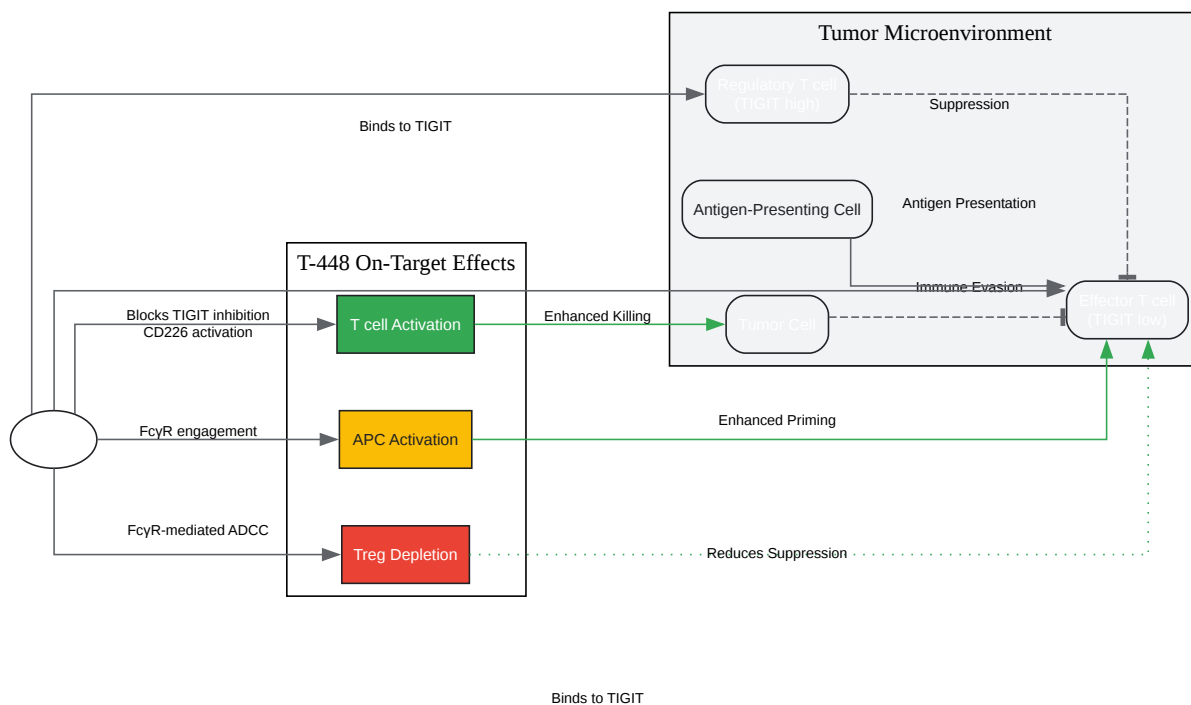 Tumor Microenvironment
Regulatory T cell
(TIGIT high)
Suppression
Binds to TIGIT
Antigen-Presenting Cell
Antigen Presentation
T-448 On-Target Effects
Immune Evasion
Effector T cell
(TIGIT low)
Blocks TIGIT inhibition
CD226 activation
T cell Activation
Enhanced Killing
Tumor Cell
FcγR engagement
APC Activation
Enhanced Priming
FcγR-mediated ADCC
Treg Depletion
Reduces Suppression
Binds to TIGIT